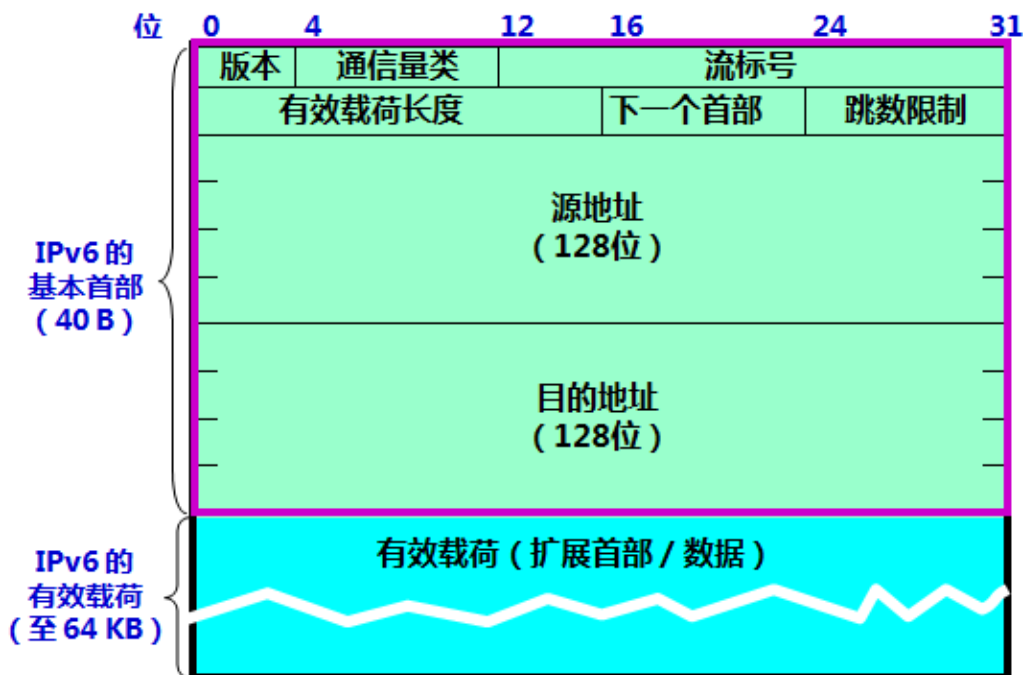 位 0 4 12 16 24 31
版本 通信量类 流标号
有效载荷长度 下一个首部 跳数限制
源地址
（128位）
IPv6 的
基本首部
（40 B）
目的地址
（128位）
有效载荷（扩展首部 / 数据）
IPv6 的
有效载荷
（至 64 KB）